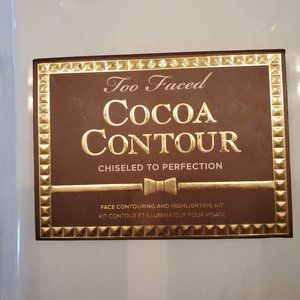 Too Faced
COCOA
CONTOUR
CHISELED TO PERFECTION
FACE CONTOURING AND HIGHLIGHTING KIT
KIT CONTOUR ET ILLUMINATEUR POUR VISAGE